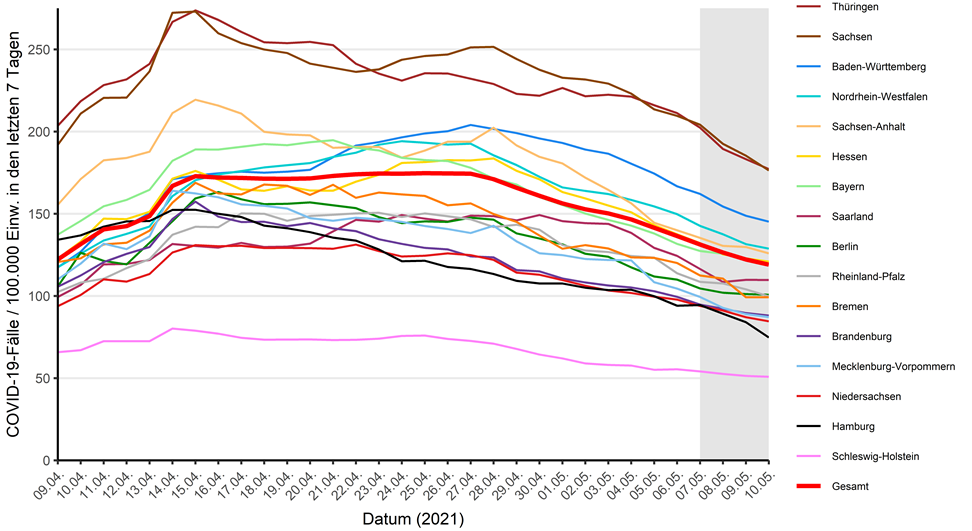 COVID-19-Fälle / 100.000 Einw. in den letzten 7 Tagen
250
200
150
100
50
0
09.04.
10.04.
11.04.
12.04.
13.04.
14.04.
15.04.
16.04.
17.04.
18.04.
19.04.
20.04.
21.04.
22.04.
23.04.
24.04.
25.04.
26.04.
27.04.
28.04.
29.04.
30.04.
01.05.
02.05.
03.05.
04.05.
05.05.
06.05.
07.05.
08.05.
09.05.
10.05.
Datum (2021)
Thüringen
Sachsen
Baden-Württemberg
Nordrhein-Westfalen
Sachsen-Anhalt
Hessen
Bayern
Saarland
Berlin
Rheinland-Pfalz
Bremen
Brandenburg
Mecklenburg-Vorpommern
Niedersachsen
Hamburg
Schleswig-Holstein
Gesamt